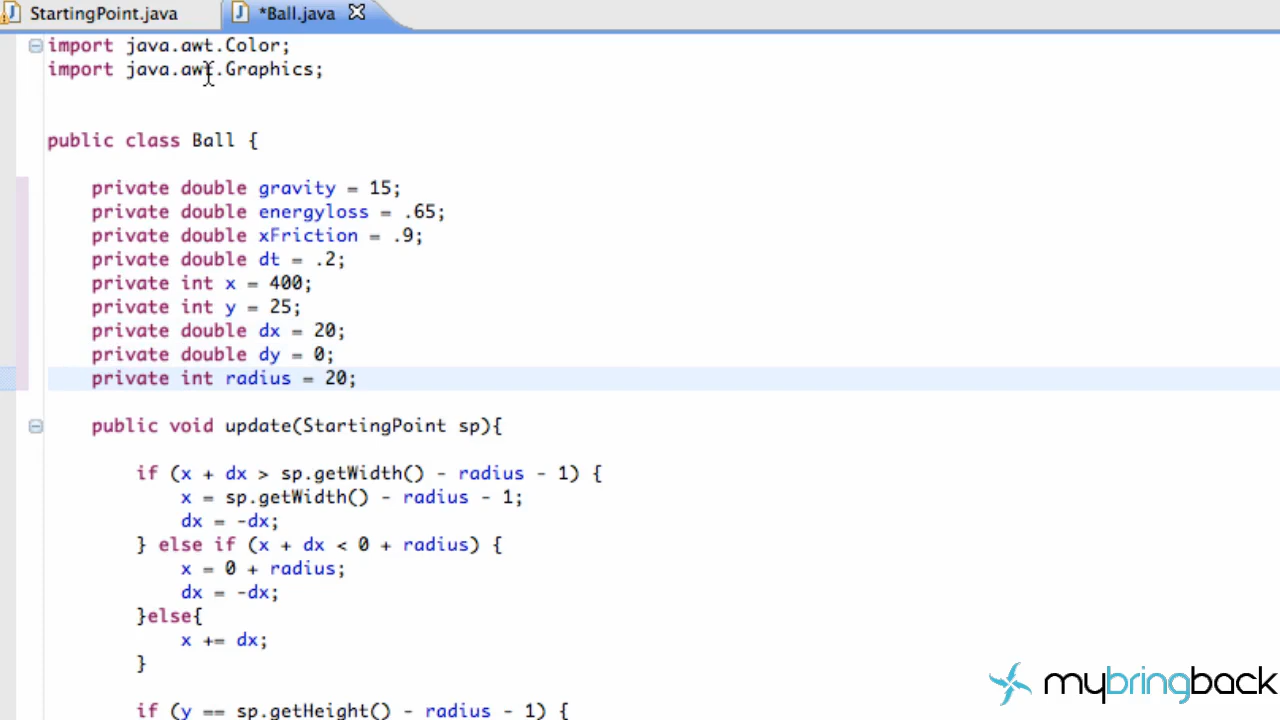 StartingPoint.java
*Ball.java
import java.awt.Color;
import java.awt.Graphics;
public class Ball {
private double gravity = 15;
private double energyloss = .65;
private double xFriction = .9;
private double dt = .2;
private int x = 400;
private int y = 25;
private double dx = 20;
private double dy = 0;
private int radius = 20;
public void update(StartingPoint sp){
if (x + dx > sp.getWidth() - radius - 1) {
x = sp.getWidth() - radius - 1;
dx = -dx;
} else if (x + dx < 0 + radius) {
x = 0 + radius;
dx = -dx;
}else{
x += dx;
}
if (y == sp.getHeight() - radius - 1) {
mybringback